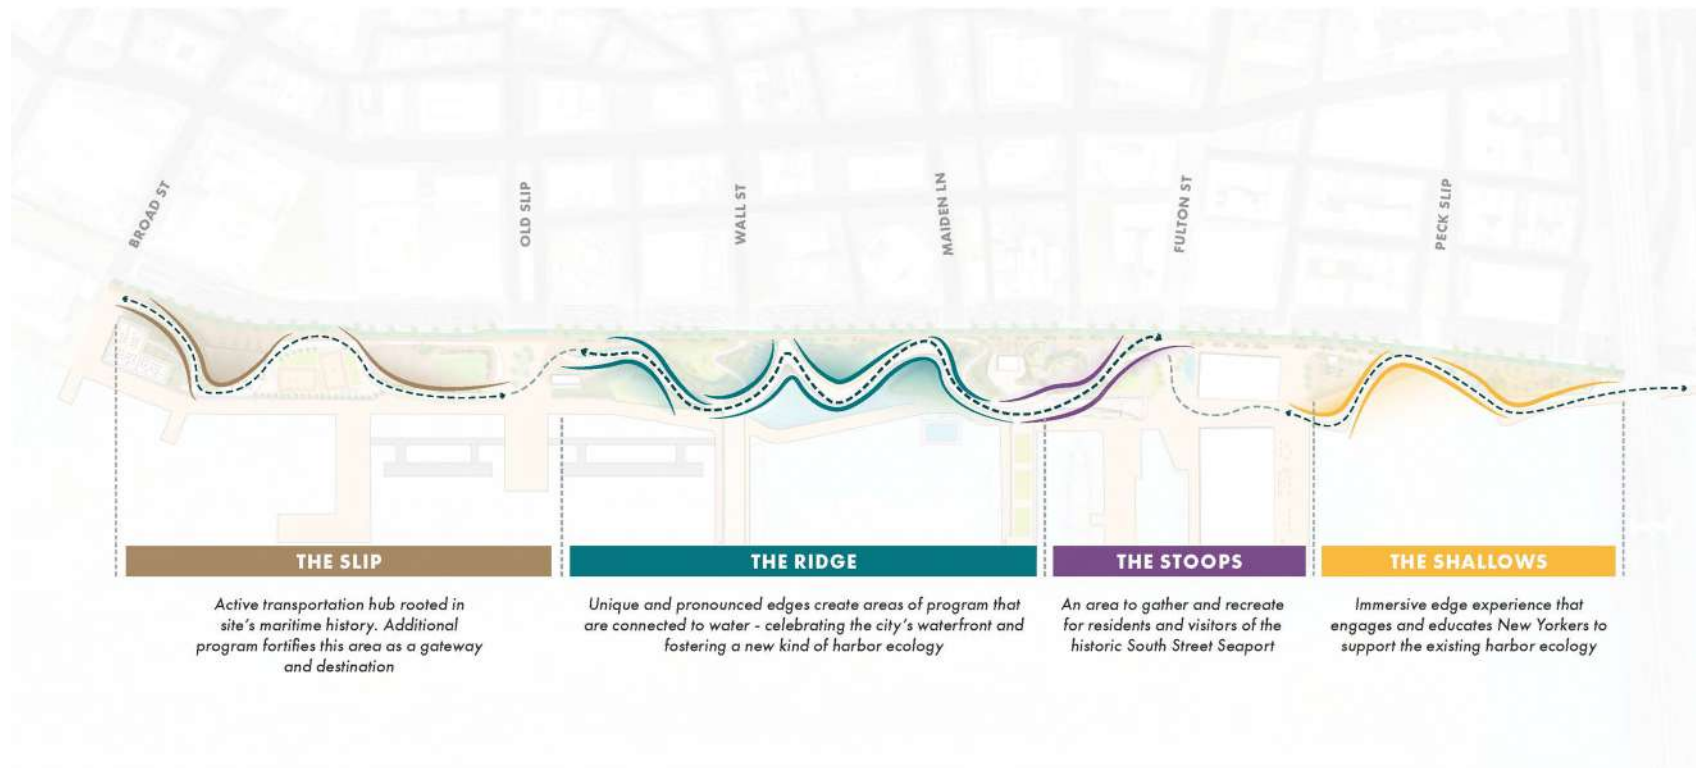 BROAD ST
OLD SLIP
WALL ST
MAIDEN LN
FULTON ST
PECK SLIP
THE SLIP
Active transportation hub rooted in
site's maritime history. Additional
program fortifies this area as a gateway
and destination
THE RIDGE
Unique and pronounced edges create areas of program that
are connected to water - celebrating the city's waterfront and
fostering a new kind of harbor ecology
THE STOOPS
An area to gather and recreate
for residents and visitors of the
historic South Street Seaport
THE SHALLOWS
Immersive edge experience that
engages and educates New Yorkers to
support the existing harbor ecology